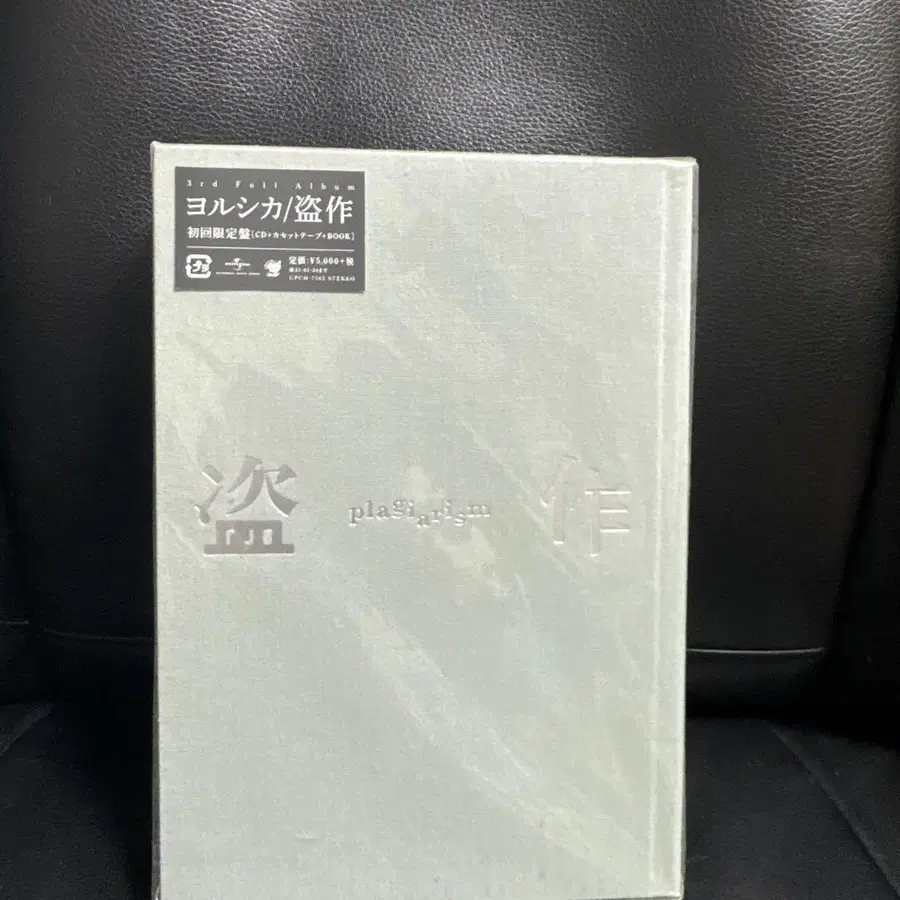 3rd Full Album
ヨルシカ/盗作
初回限定盤[CD+カセットテープ+BOOK]
定価:¥5,000+税
UPCH-7562 STEREO
盗 plagiarism 作